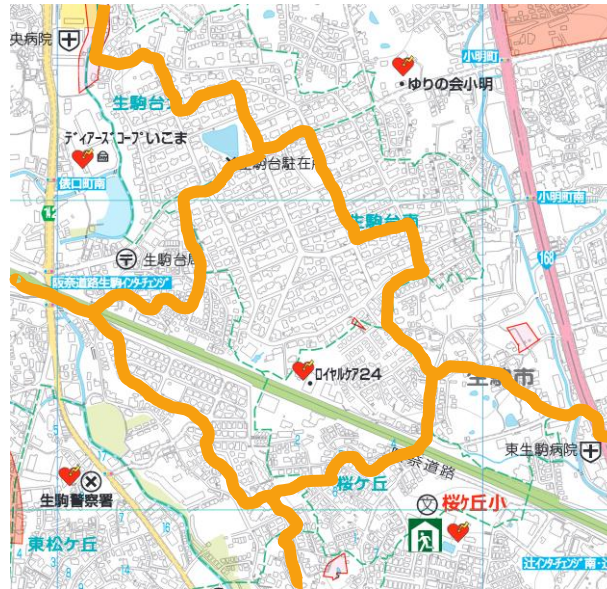 央病院
小明町
ゆりの会小明
生駒台
ディアーズコープいこま
生駒台駐在所
俵口町南
小明町南
生駒台南
生駒台局
168
阪奈道路生駒インターチェンジ
ロイヤルケア24
生駒市
東生駒病院
阪奈道路
桜ケ丘
文
桜ケ丘小
生駒警察署
東松ケ丘
辻インターチェンジ南・辻